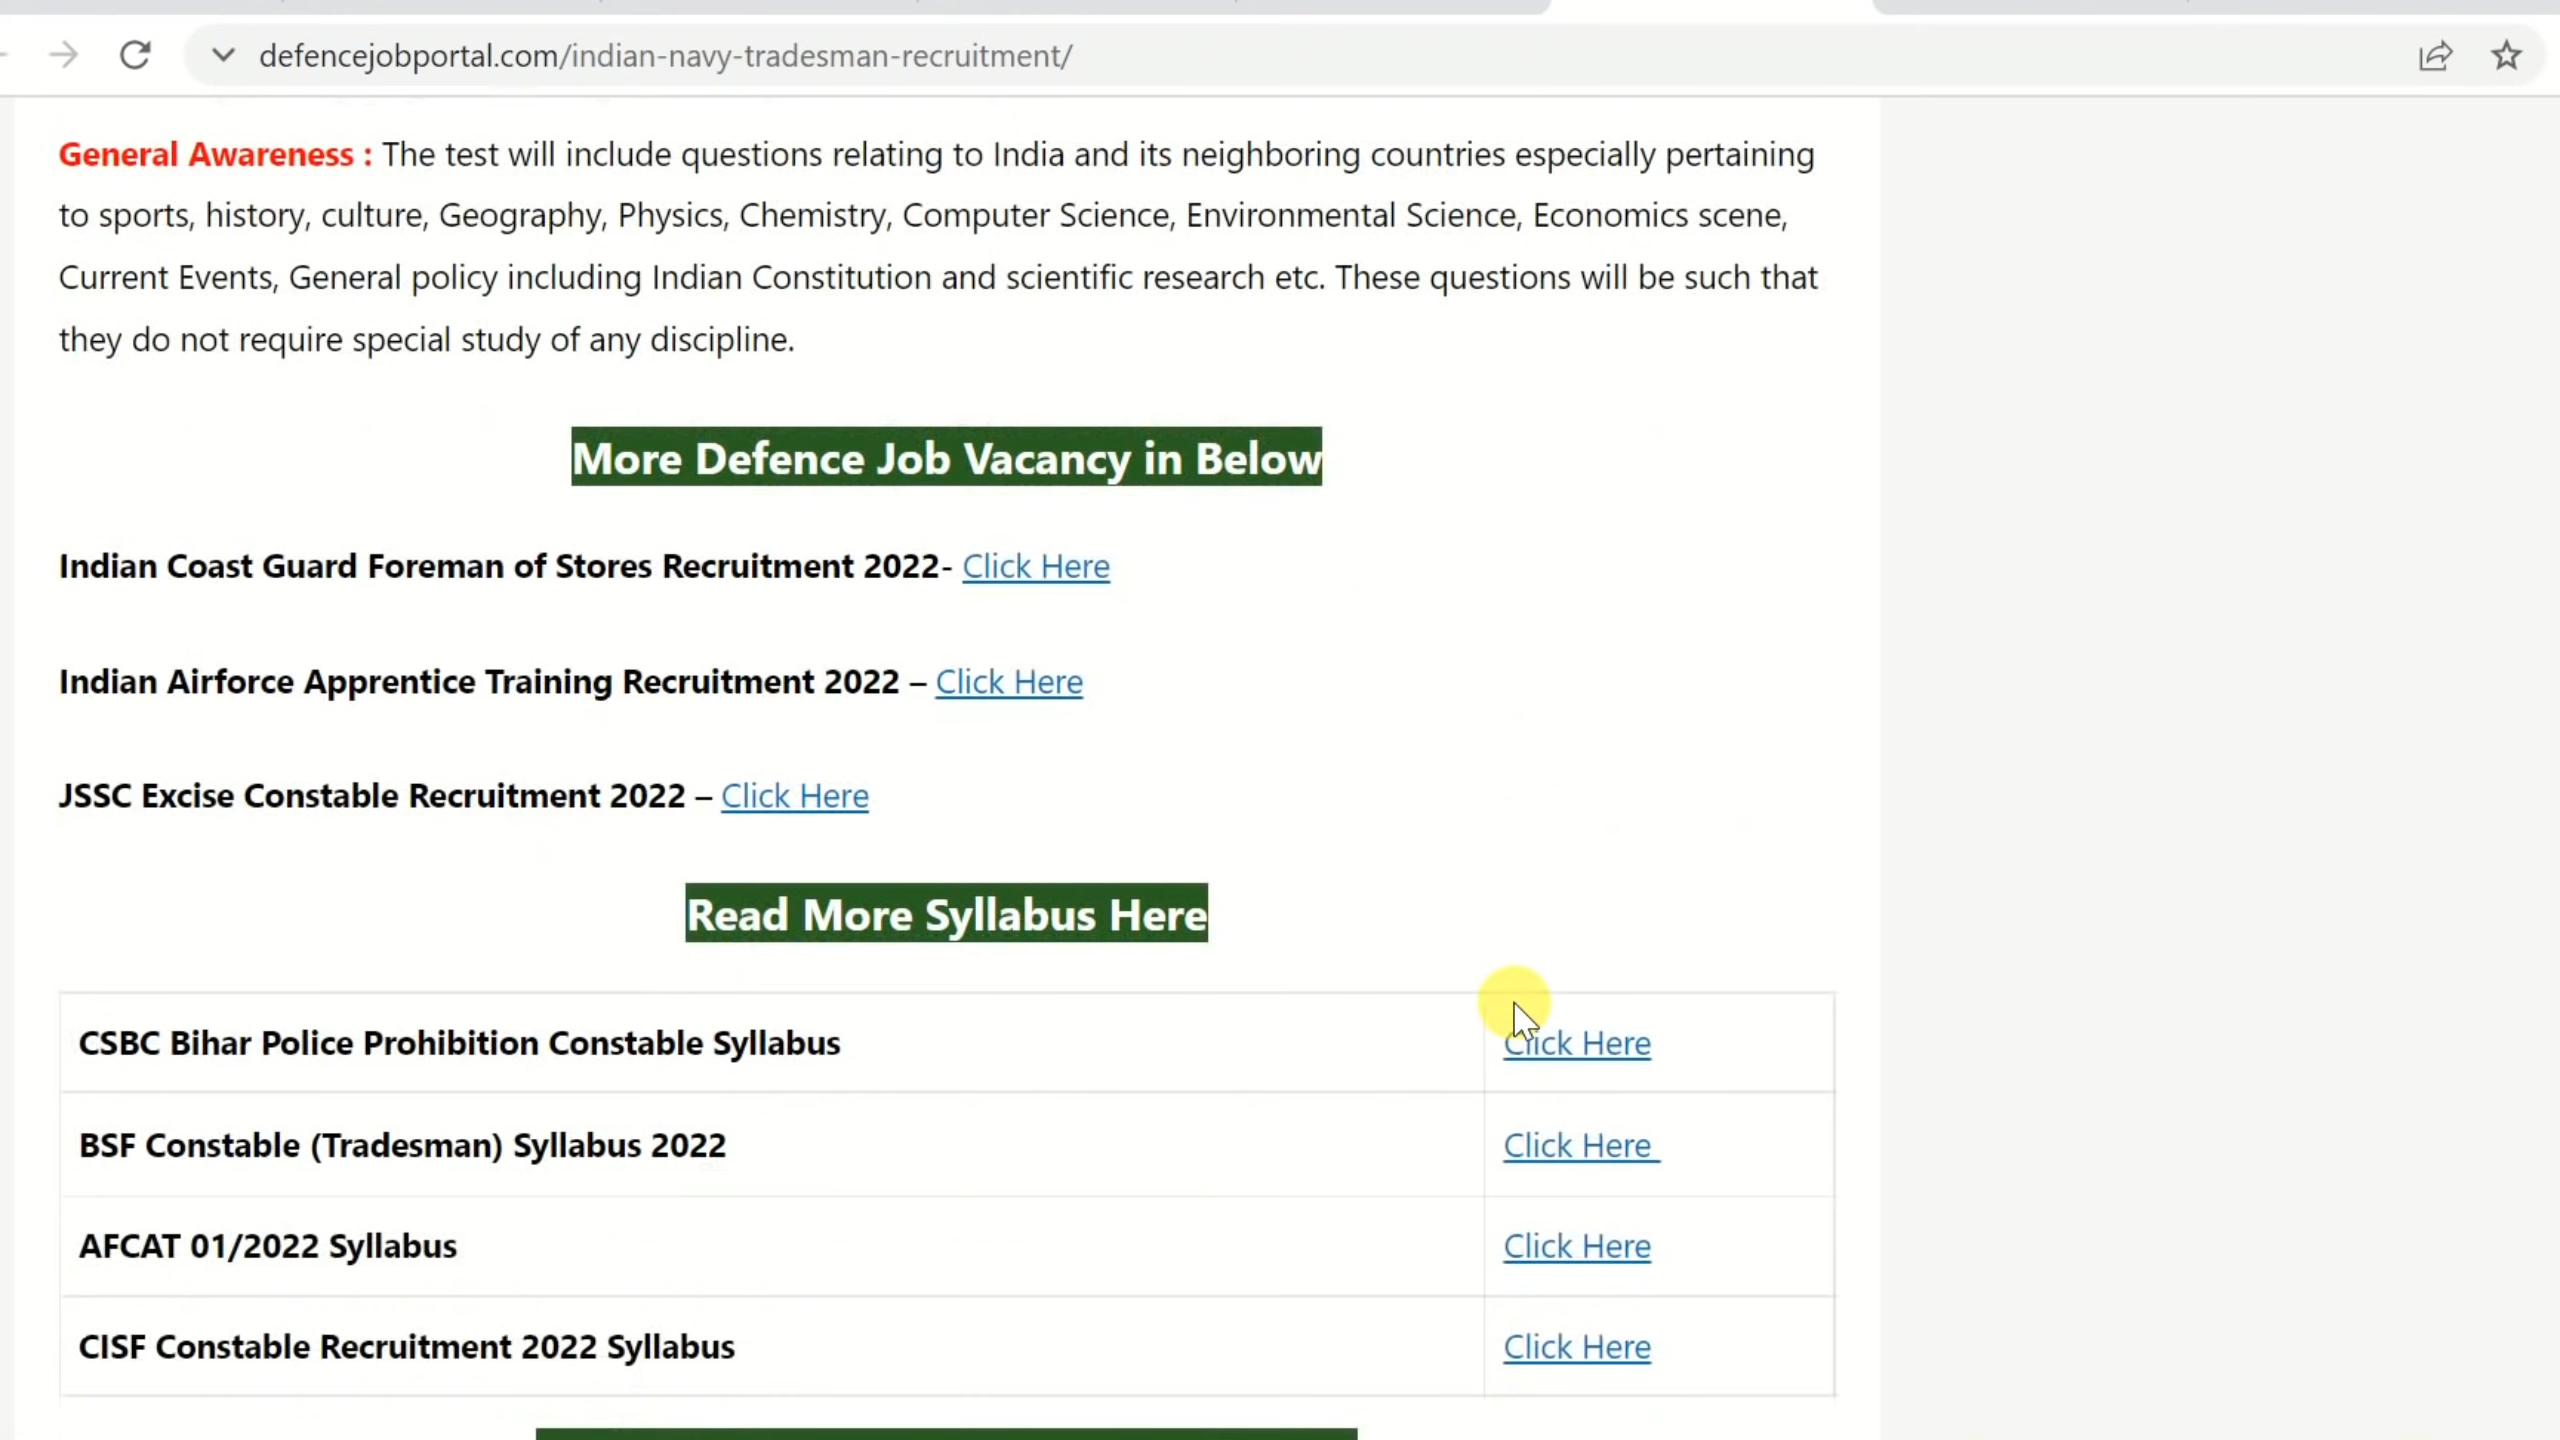 defencejobportal.com/indian-navy-tradesman-recruitment/
General Awareness : The test will include questions relating to India and its neighboring countries especially pertaining
to sports, history, culture, Geography, Physics, Chemistry, Computer Science, Environmental Science, Economics scene,
Current Events, General policy including Indian Constitution and scientific research etc. These questions will be such that
they do not require special study of any discipline.
More Defence Job Vacancy in Below
Indian Coast Guard Foreman of Stores Recruitment 2022- Click Here
Indian Airforce Apprentice Training Recruitment 2022 – Click Here
JSSC Excise Constable Recruitment 2022 – Click Here
Read More Syllabus Here
CSBC Bihar Police Prohibition Constable Syllabus Click Here
BSF Constable (Tradesman) Syllabus 2022 Click Here
AFCAT 01/2022 Syllabus Click Here
CISF Constable Recruitment 2022 Syllabus Click Here